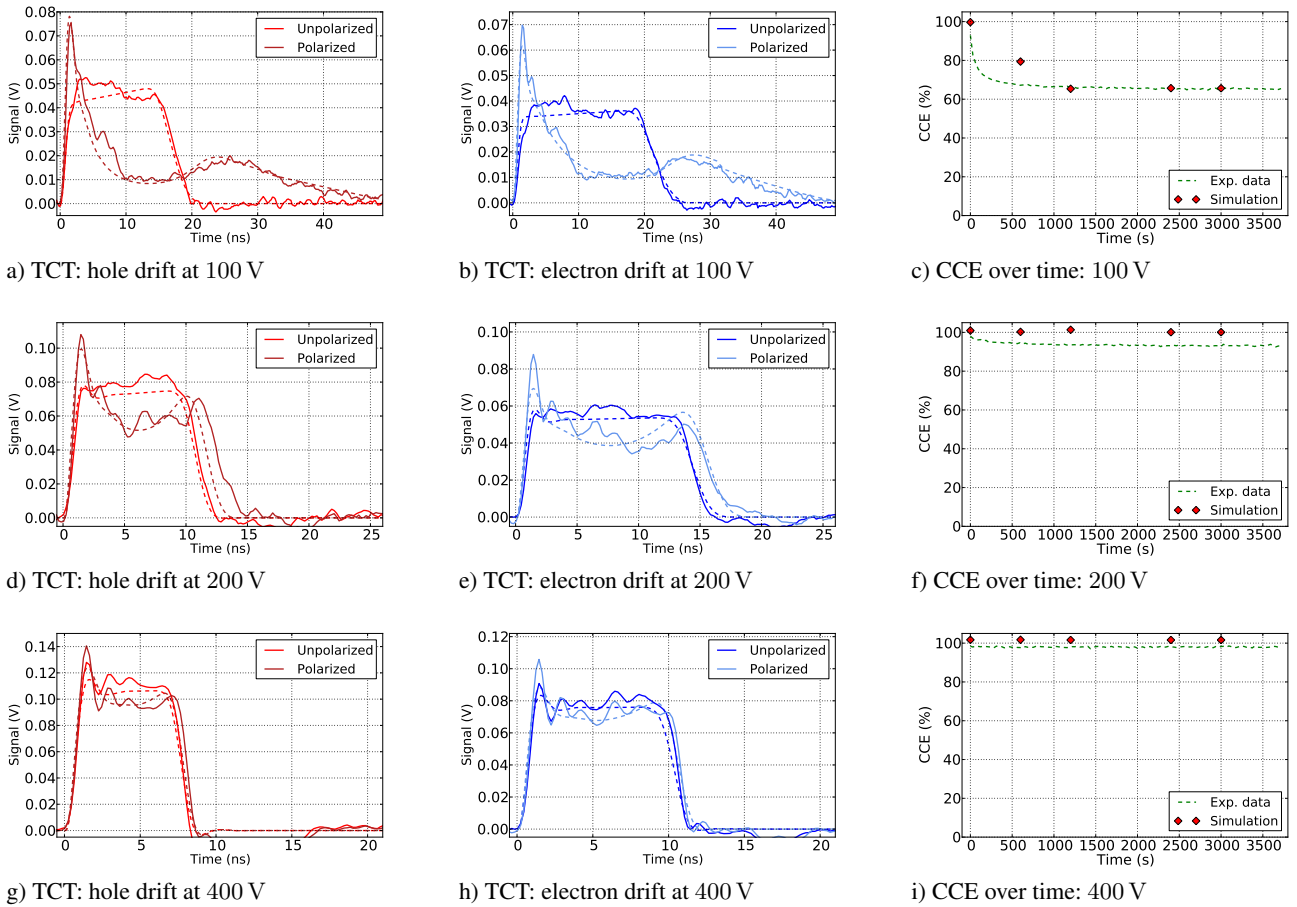 0.08
0.07
0.06
0.05
0.04
0.03
0.02
0.01
0.00
Signal (V)
Unpolarized
Polarized
0 10 20 30 40
Time (ns)
a) TCT: hole drift at 100 V
0.07
0.06
0.05
0.04
0.03
0.02
0.01
0.00
Signal (V)
Unpolarized
Polarized
0 10 20 30 40
Time (ns)
b) TCT: electron drift at 100 V
100
80
60
40
20
0
CCE (%)
Exp. data
Simulation
0 500 1000 1500 2000 2500 3000 3500
Time (s)
c) CCE over time: 100 V
0.10
0.08
0.06
0.04
0.02
0.00
Signal (V)
Unpolarized
Polarized
0 5 10 15 20 25
Time (ns)
d) TCT: hole drift at 200 V
0.10
0.08
0.06
0.04
0.02
0.00
Signal (V)
Unpolarized
Polarized
0 5 10 15 20 25
Time (ns)
e) TCT: electron drift at 200 V
100
80
60
40
20
0
CCE (%)
Exp. data
Simulation
0 500 1000 1500 2000 2500 3000 3500
Time (s)
f) CCE over time: 200 V
0.14
0.12
0.10
0.08
0.06
0.04
0.02
0.00
Signal (V)
Unpolarized
Polarized
0 5 10 15 20
Time (ns)
g) TCT: hole drift at 400 V
0.12
0.10
0.08
0.06
0.04
0.02
0.00
Signal (V)
Unpolarized
Polarized
0 5 10 15 20
Time (ns)
h) TCT: electron drift at 400 V
100
80
60
40
20
0
CCE (%)
Exp. data
Simulation
0 500 1000 1500 2000 2500 3000 3500
Time (s)
i) CCE over time: 400 V